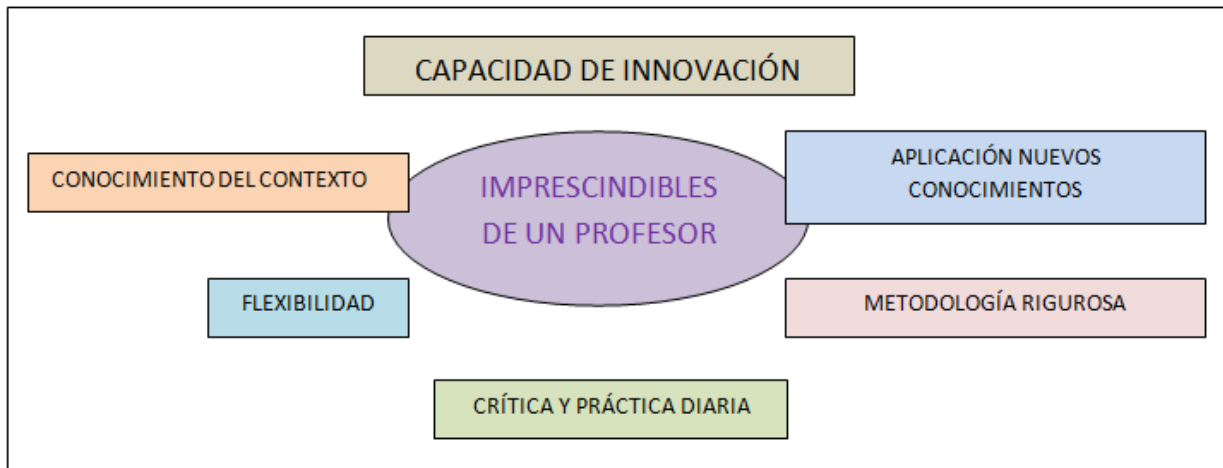 CAPACIDAD DE INNOVACIÓN
CONOCIMIENTO DEL CONTEXTO
IMPRESCINDIBLES
DE UN PROFESOR
APLICACIÓN NUEVOS
CONOCIMIENTOS
FLEXIBILIDAD
METODOLOGÍA RIGUROSA
CRÍTICA Y PRÁCTICA DIARIA